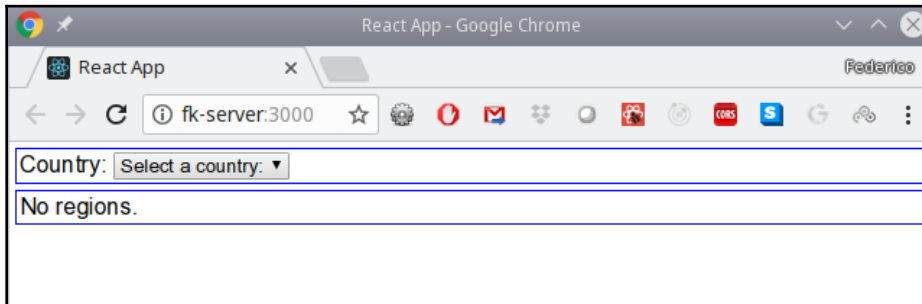 React App - Google Chrome
React App
Federico
fk-server:3000
CORS
S
G
Country: Select a country:
No regions.